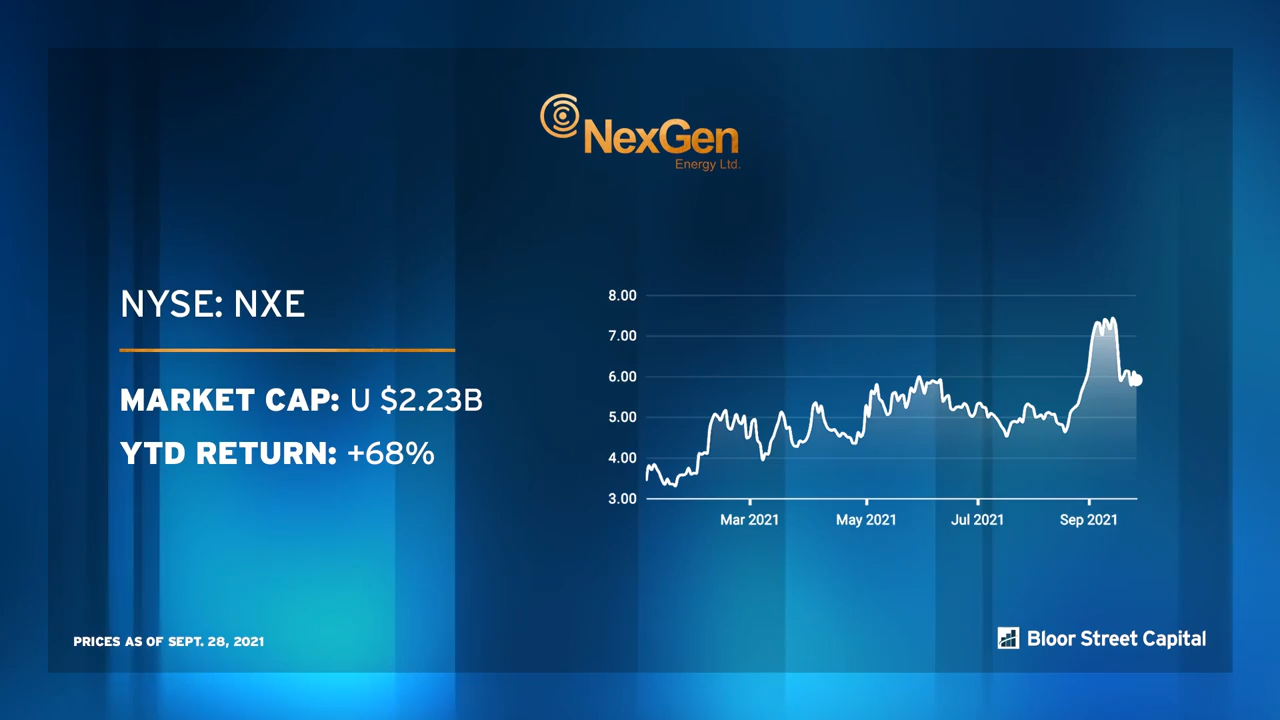 NexGen
Energy Ltd.
NYSE: NXE
MARKET CAP: U $2.23B
YTD RETURN: +68%
8.00
7.00
6.00
5.00
4.00
3.00
Mar 2021 May 2021 Jul 2021 Sep 2021
PRICES AS OF SEPT. 28, 2021
Bloor Street Capital